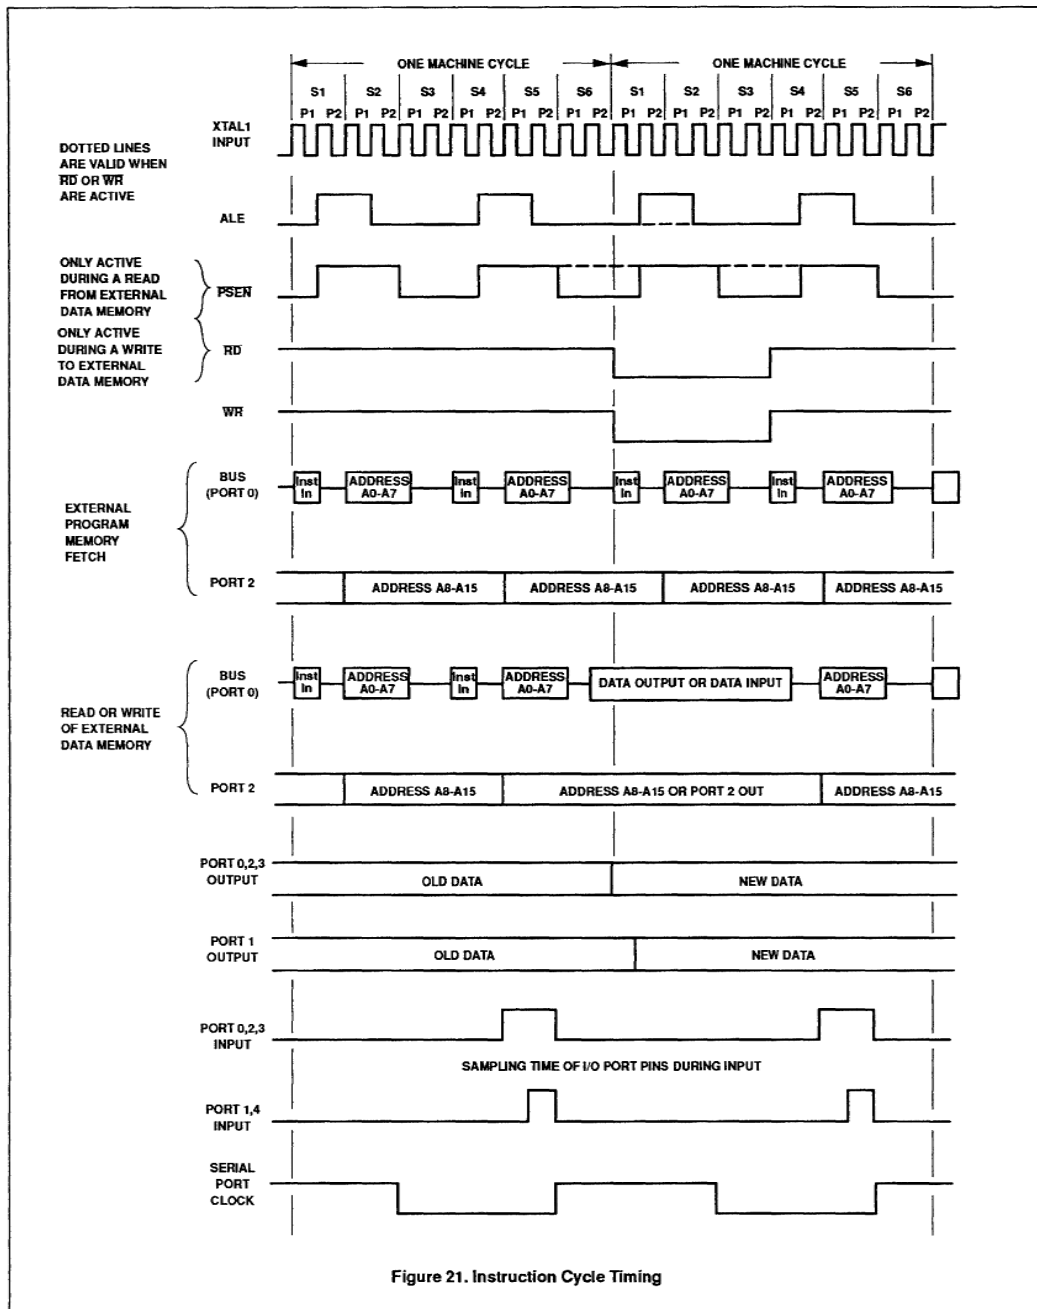 ONE MACHINE CYCLE ONE MACHINE CYCLE
S1 S2 S3 S4 S5 S6 S1 S2 S3 S4 S5 S6
P1 P2 P1 P2 P1 P2 P1 P2 P1 P2 P1 P2 P1 P2 P1 P2 P1 P2 P1 P2 P1 P2 P1 P2
XTAL1
INPUT
DOTTED LINES
ARE VALID WHEN
RD OR WR
ARE ACTIVE
ALE
ONLY ACTIVE
DURING A READ
FROM EXTERNAL
DATA MEMORY
PSEN
ONLY ACTIVE
DURING A WRITE
TO EXTERNAL
DATA MEMORY
RD
WR
EXTERNAL
PROGRAM
MEMORY
FETCH
BUS
(PORT 0)
Inst In ADDRESS A0-A7 Inst In ADDRESS A0-A7 Inst In ADDRESS A0-A7 Inst In ADDRESS A0-A7
PORT 2
ADDRESS A8-A15 ADDRESS A8-A15 ADDRESS A8-A15 ADDRESS A8-A15
READ OR WRITE
OF EXTERNAL
DATA MEMORY
BUS
(PORT 0)
Inst In ADDRESS A0-A7 Inst In ADDRESS A0-A7 DATA OUTPUT OR DATA INPUT ADDRESS A0-A7
PORT 2
ADDRESS A8-A15 ADDRESS A8-A15 OR PORT 2 OUT ADDRESS A8-A15
PORT 0,2,3
OUTPUT
OLD DATA NEW DATA
PORT 1
OUTPUT
OLD DATA NEW DATA
PORT 0,2,3
INPUT
SAMPLING TIME OF I/O PORT PINS DURING INPUT
PORT 1,4
INPUT
SERIAL
PORT
CLOCK
Figure 21. Instruction Cycle Timing